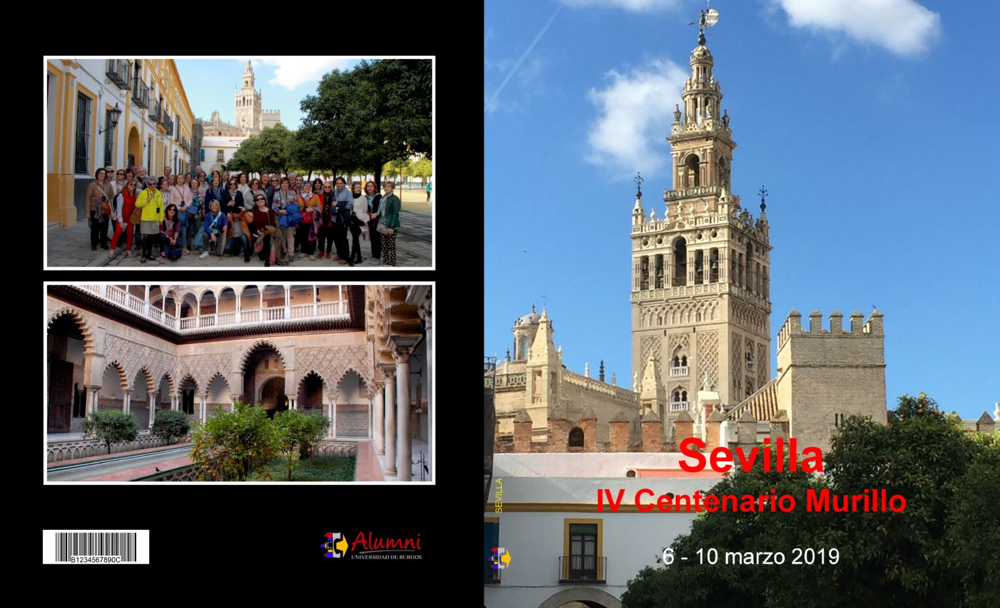 B1234567890C
Alumni
UNIVERSIDAD DE BURGOS
SEVILLA
Sevilla
IV Centenario Murillo
6 - 10 marzo 2019